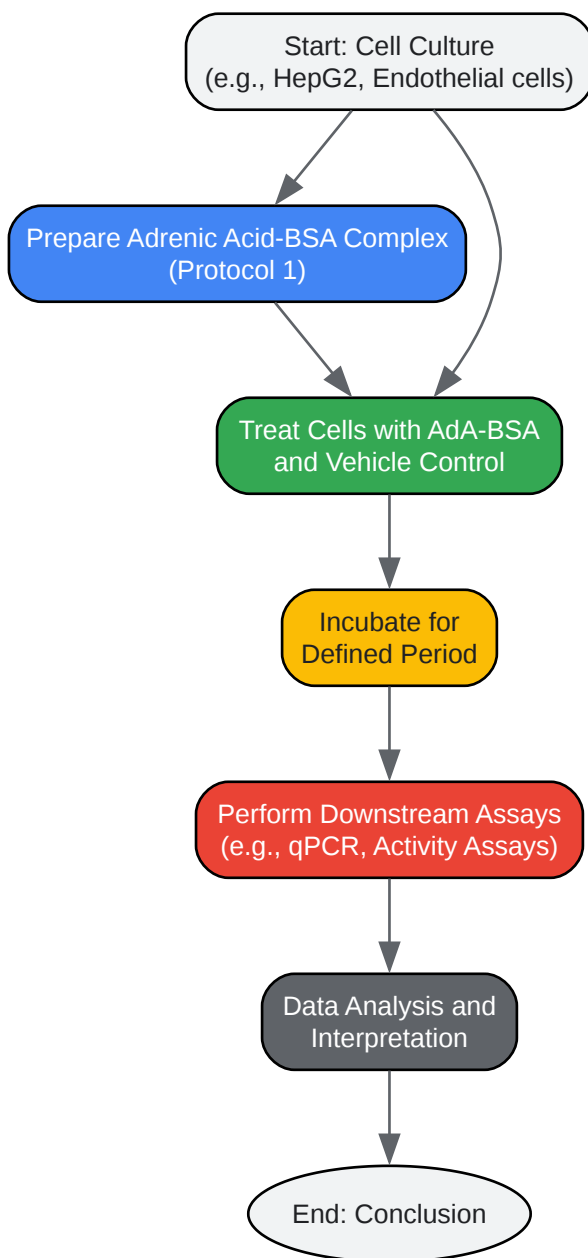 Start: Cell Culture
(e.g., HepG2, Endothelial cells)
Prepare Adrenic Acid-BSA Complex
(Protocol 1)
Treat Cells with AdA-BSA
and Vehicle Control
Incubate for
Defined Period
Perform Downstream Assays
(e.g., qPCR, Activity Assays)
Data Analysis and
Interpretation
End: Conclusion